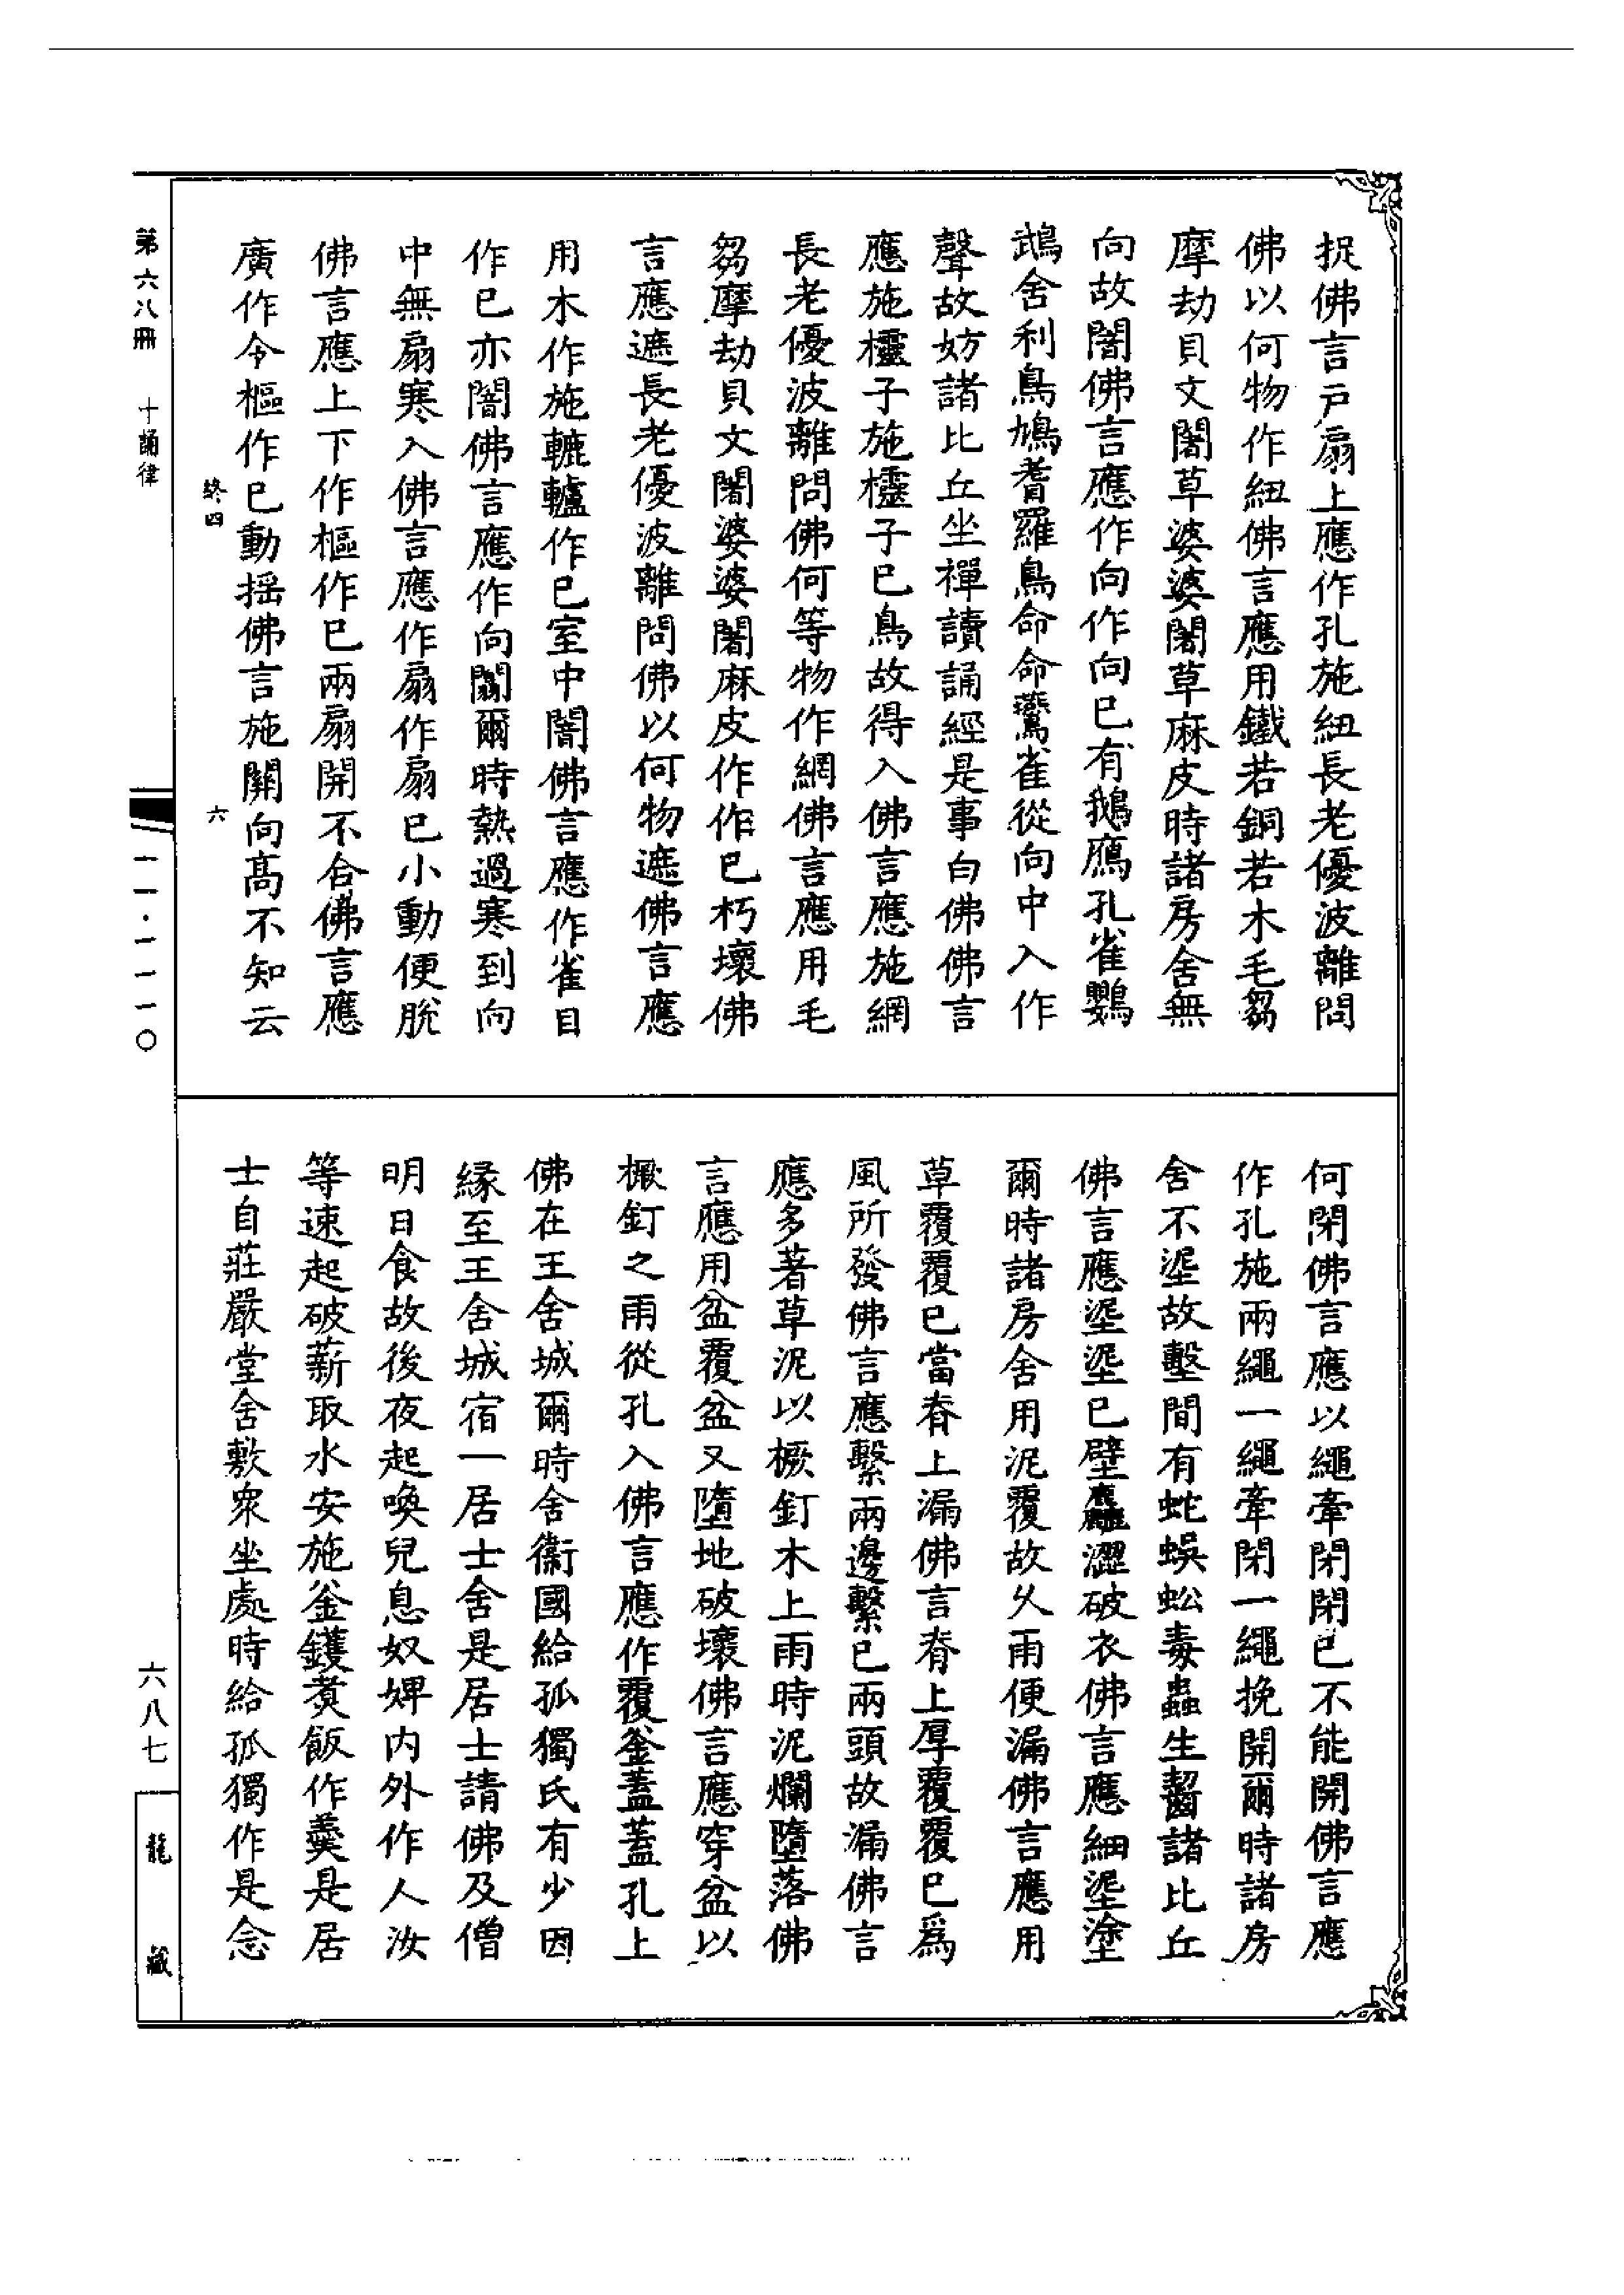 捉佛言戸扇上應作孔施紐長老優波離問
佛以何物作紐佛言應用鐵若銅若木毛芻
摩劫貝文闍草婆婆闍草麻皮時諸房舍無
向故闇佛言應作向作向已有鵝鴈孔雀鸚
鵡舍利鳥鳩耆羅鳥命命鷰雀從向中入作
聲故妨諸比丘坐禪讀誦經是事白佛佛言
應施櫺子施櫺子已鳥故得入佛言應施網
長老優波離問佛何等物作網佛言應用毛
芻摩劫貝文闍婆婆闍麻皮作作已朽壞佛
言應遮長老優波離問佛以何物遮佛言應
用木作施轆轤作已室中闇佛言應作雀目
作已亦闇佛言應作向闢爾時熱過寒到向
中無扇寒入佛言應作扇作扇已小動便脫
佛言應上下作樞作已兩扇開不合佛言應
廣作令樞作已動揺佛言施關向髙不知云
何閉佛言應以繩牽閉閉已不能開佛言應
作孔施兩繩一繩牽閉一繩挽開爾時諸房
舍不埿故墼間有蛇蜈蚣毒蟲生齧諸比丘
佛言應埿埿已壁麤澀破衣佛言應細埿塗
爾時諸房舍用泥覆故久雨便漏佛言應用
草覆覆已當脊上漏佛言脊上厚覆覆已爲
風所發佛言應繫兩邊繫已兩頭故漏佛言
應多著草泥以橛釘木上雨時泥爛墮落佛
言應用盆覆盆又墮地破壞佛言應穿盆以
橛釘之雨從孔入佛言應作覆釜蓋蓋孔上
佛在王舍城爾時舍衞國給孤獨氏有少因
緣至王舍城宿一居士舍是居士請佛及僧
明日食故後夜起喚兒息奴婢内外作人汝
等速起破薪取水安施釜鑊煑飯作羹是居
士自莊嚴堂舍敷衆坐處時給孤獨作是念
第六八冊 十誦律
終四 六
一一·一一一〇
六八七
龍藏